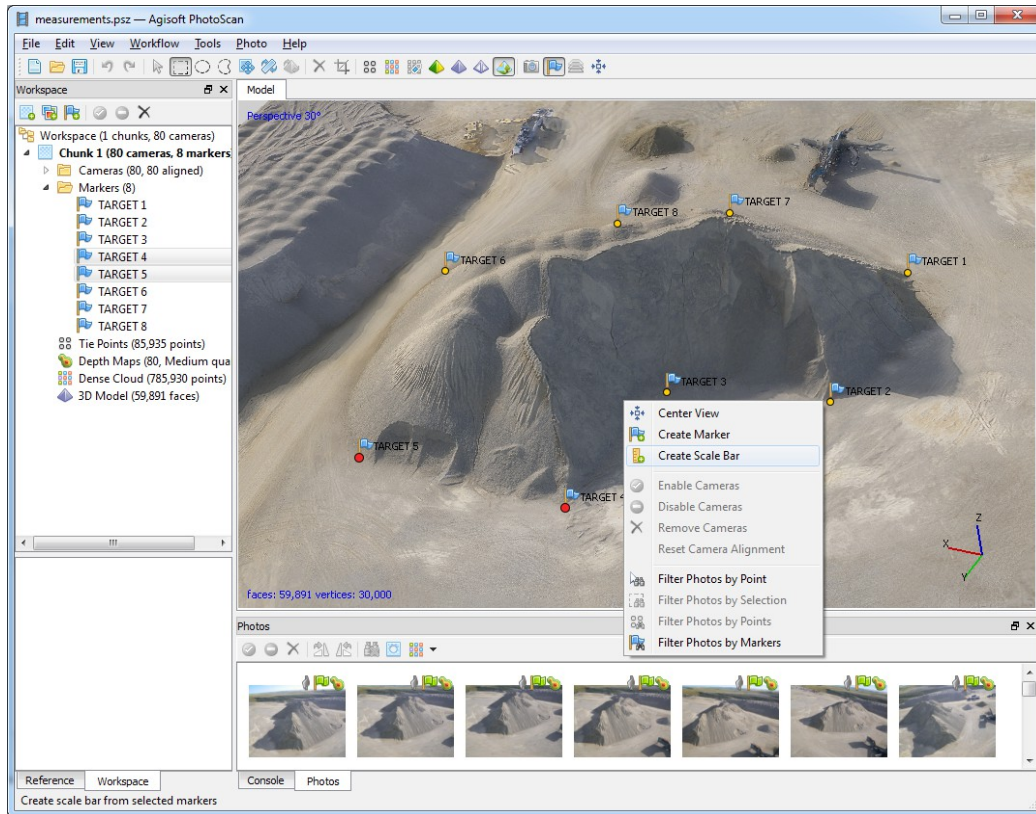 measurements.psz — Agisoft PhotoScan
File Edit View Workflow Tools Photo Help
Workspace
Model
Perspective 30°
Workspace (1 chunks, 80 cameras)
Chunk 1 (80 cameras, 8 markers
Cameras (80, 80 aligned)
Markers (8)
TARGET 1
TARGET 2
TARGET 3
TARGET 4
TARGET 5
TARGET 6
TARGET 7
TARGET 8
Tie Points (85,935 points)
Depth Maps (80, Medium qua
Dense Cloud (785,930 points)
3D Model (59,891 faces)
TARGET 7
TARGET 8
TARGET 6
TARGET 1
TARGET 3
TARGET 2
TARGET 5
TARGET 4
Center View
Create Marker
Create Scale Bar
Enable Cameras
Disable Cameras
Remove Cameras
Reset Camera Alignment
Filter Photos by Point
Filter Photos by Selection
Filter Photos by Points
Filter Photos by Markers
Z
X
Y
faces: 59,891 vertices: 30,000
Photos
Reference Workspace
Console Photos
Create scale bar from selected markers